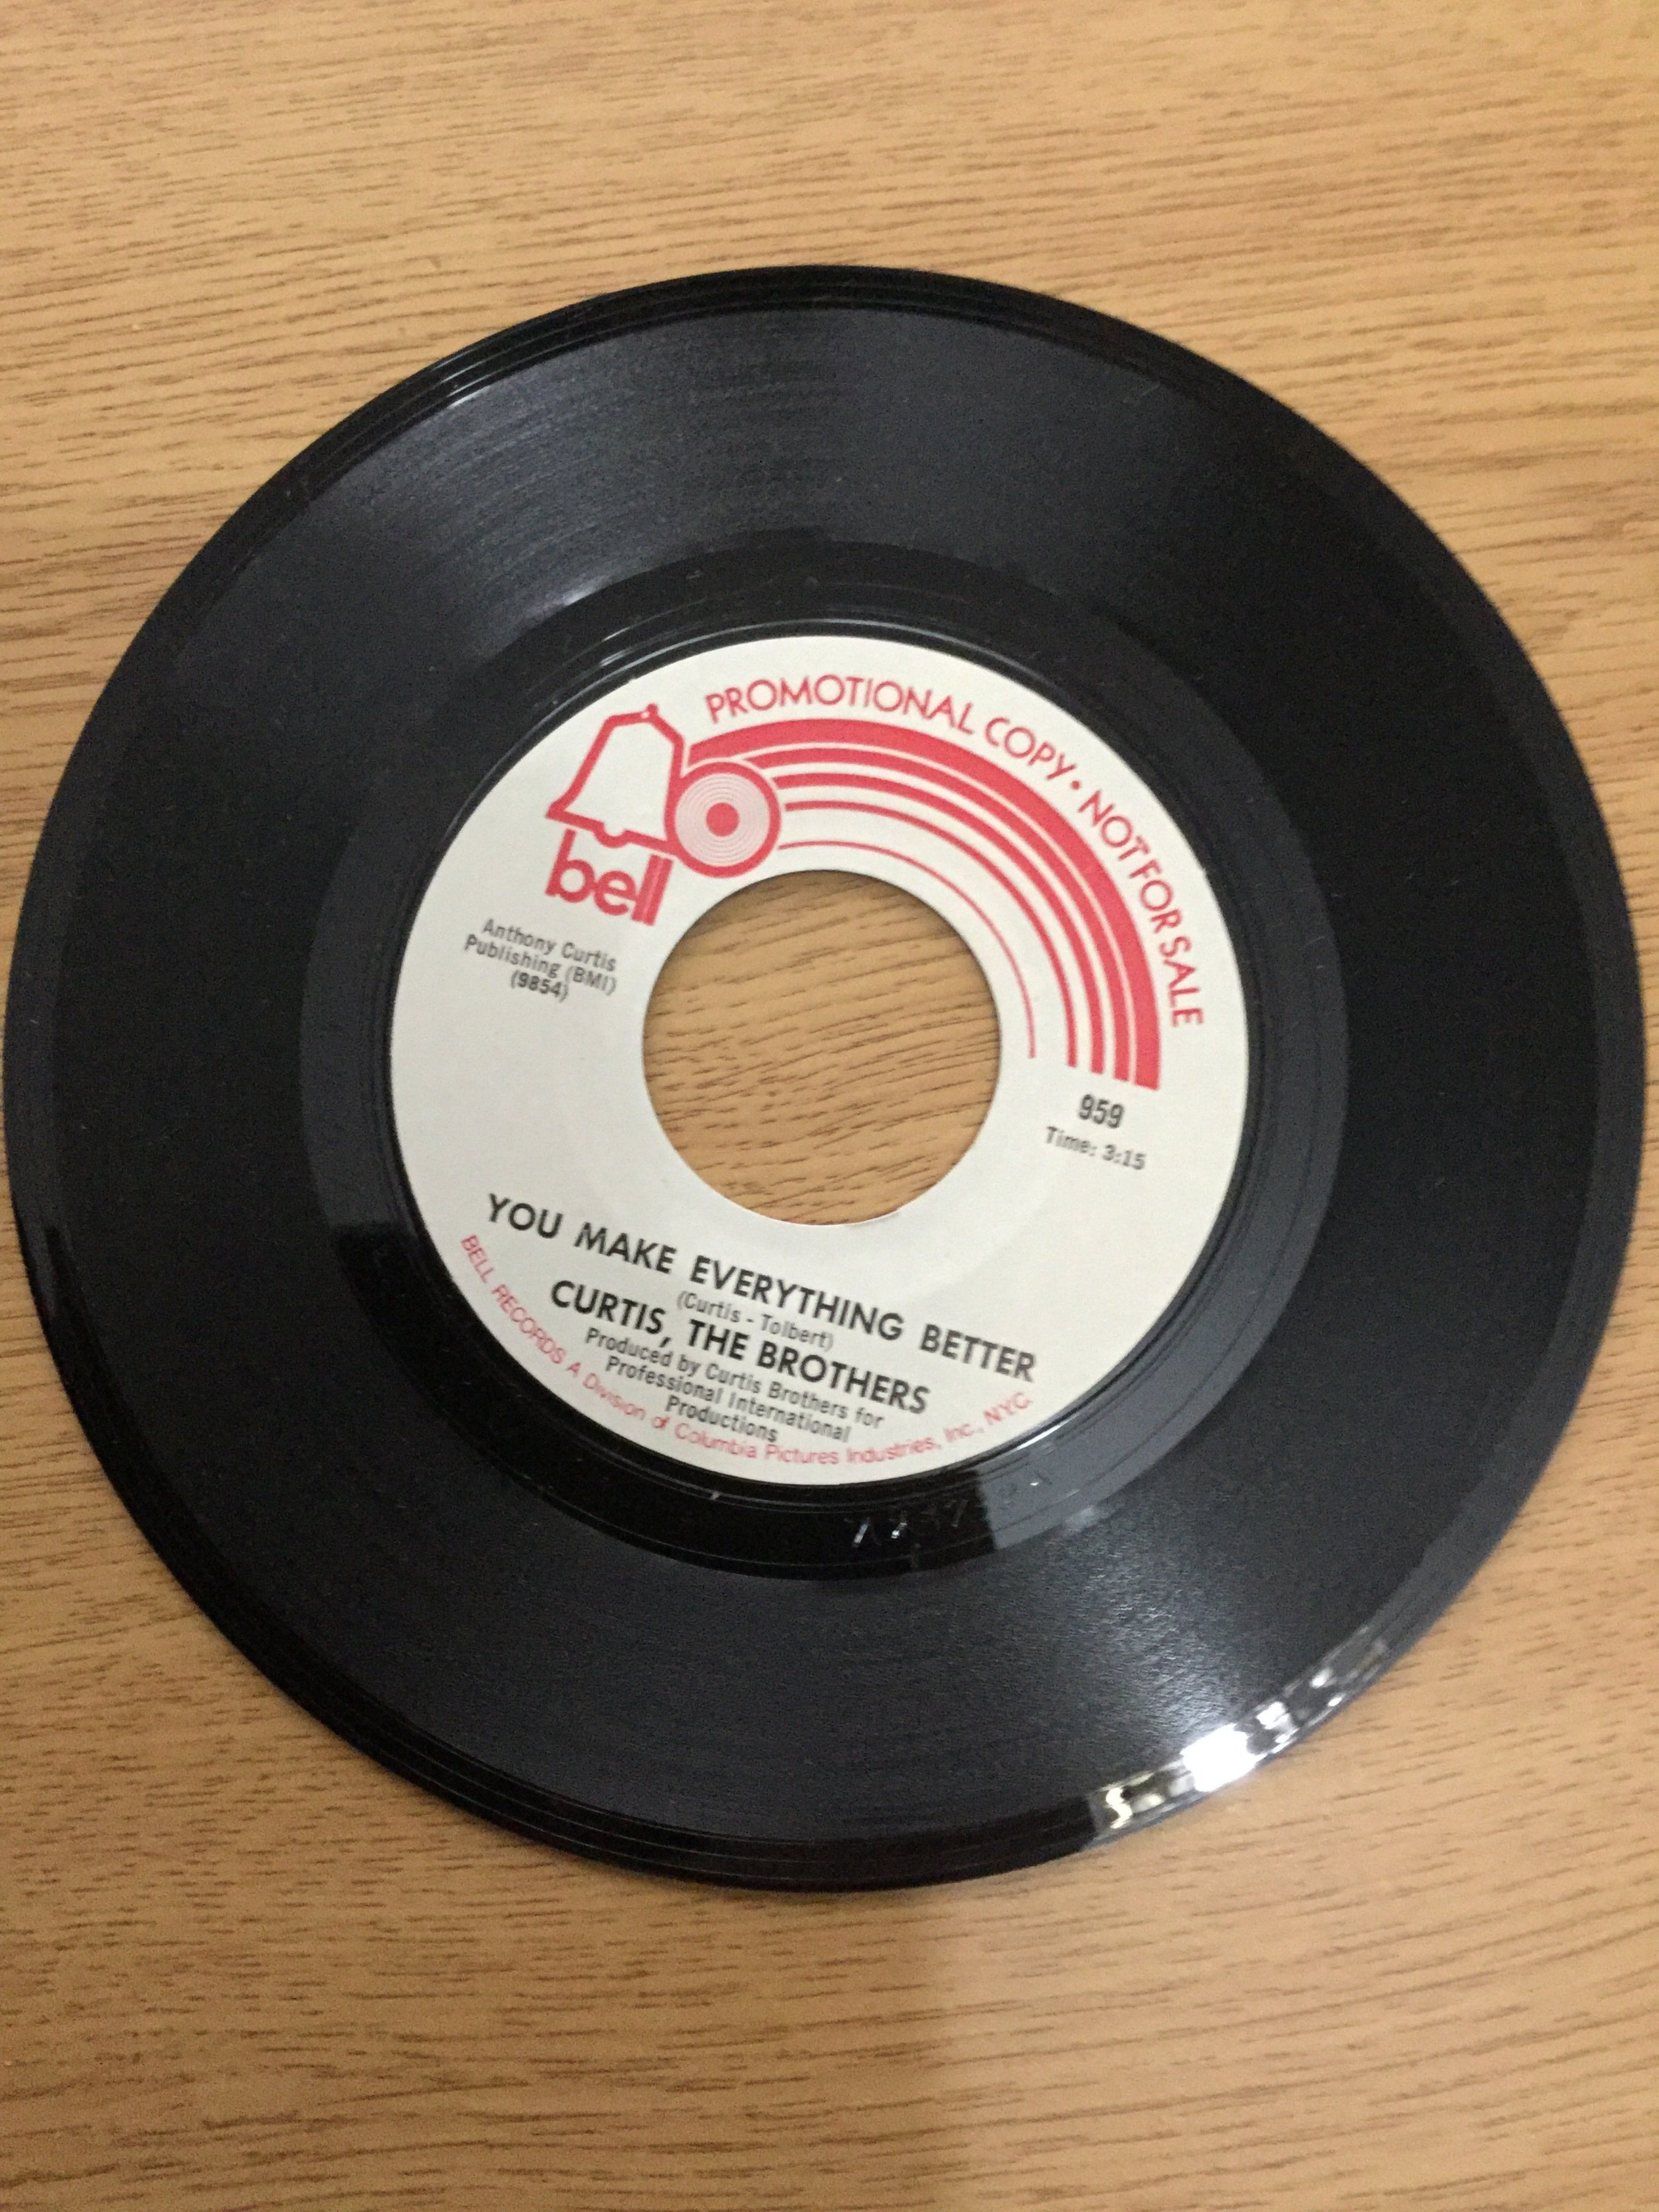 PROMOTIONAL COPY • NOT FOR SALE
bell
Anthony Curtis
Publishing (BMI)
(9854)
959
Time: 3:15
YOU MAKE EVERYTHING BETTER
(Curtis - Tolbert)
CURTIS, THE BROTHERS
Produced by Curtis Brothers for
Professional International
Productions
BELL RECORDS A Division of Columbia Pictures Industries, Inc., N.Y.C.